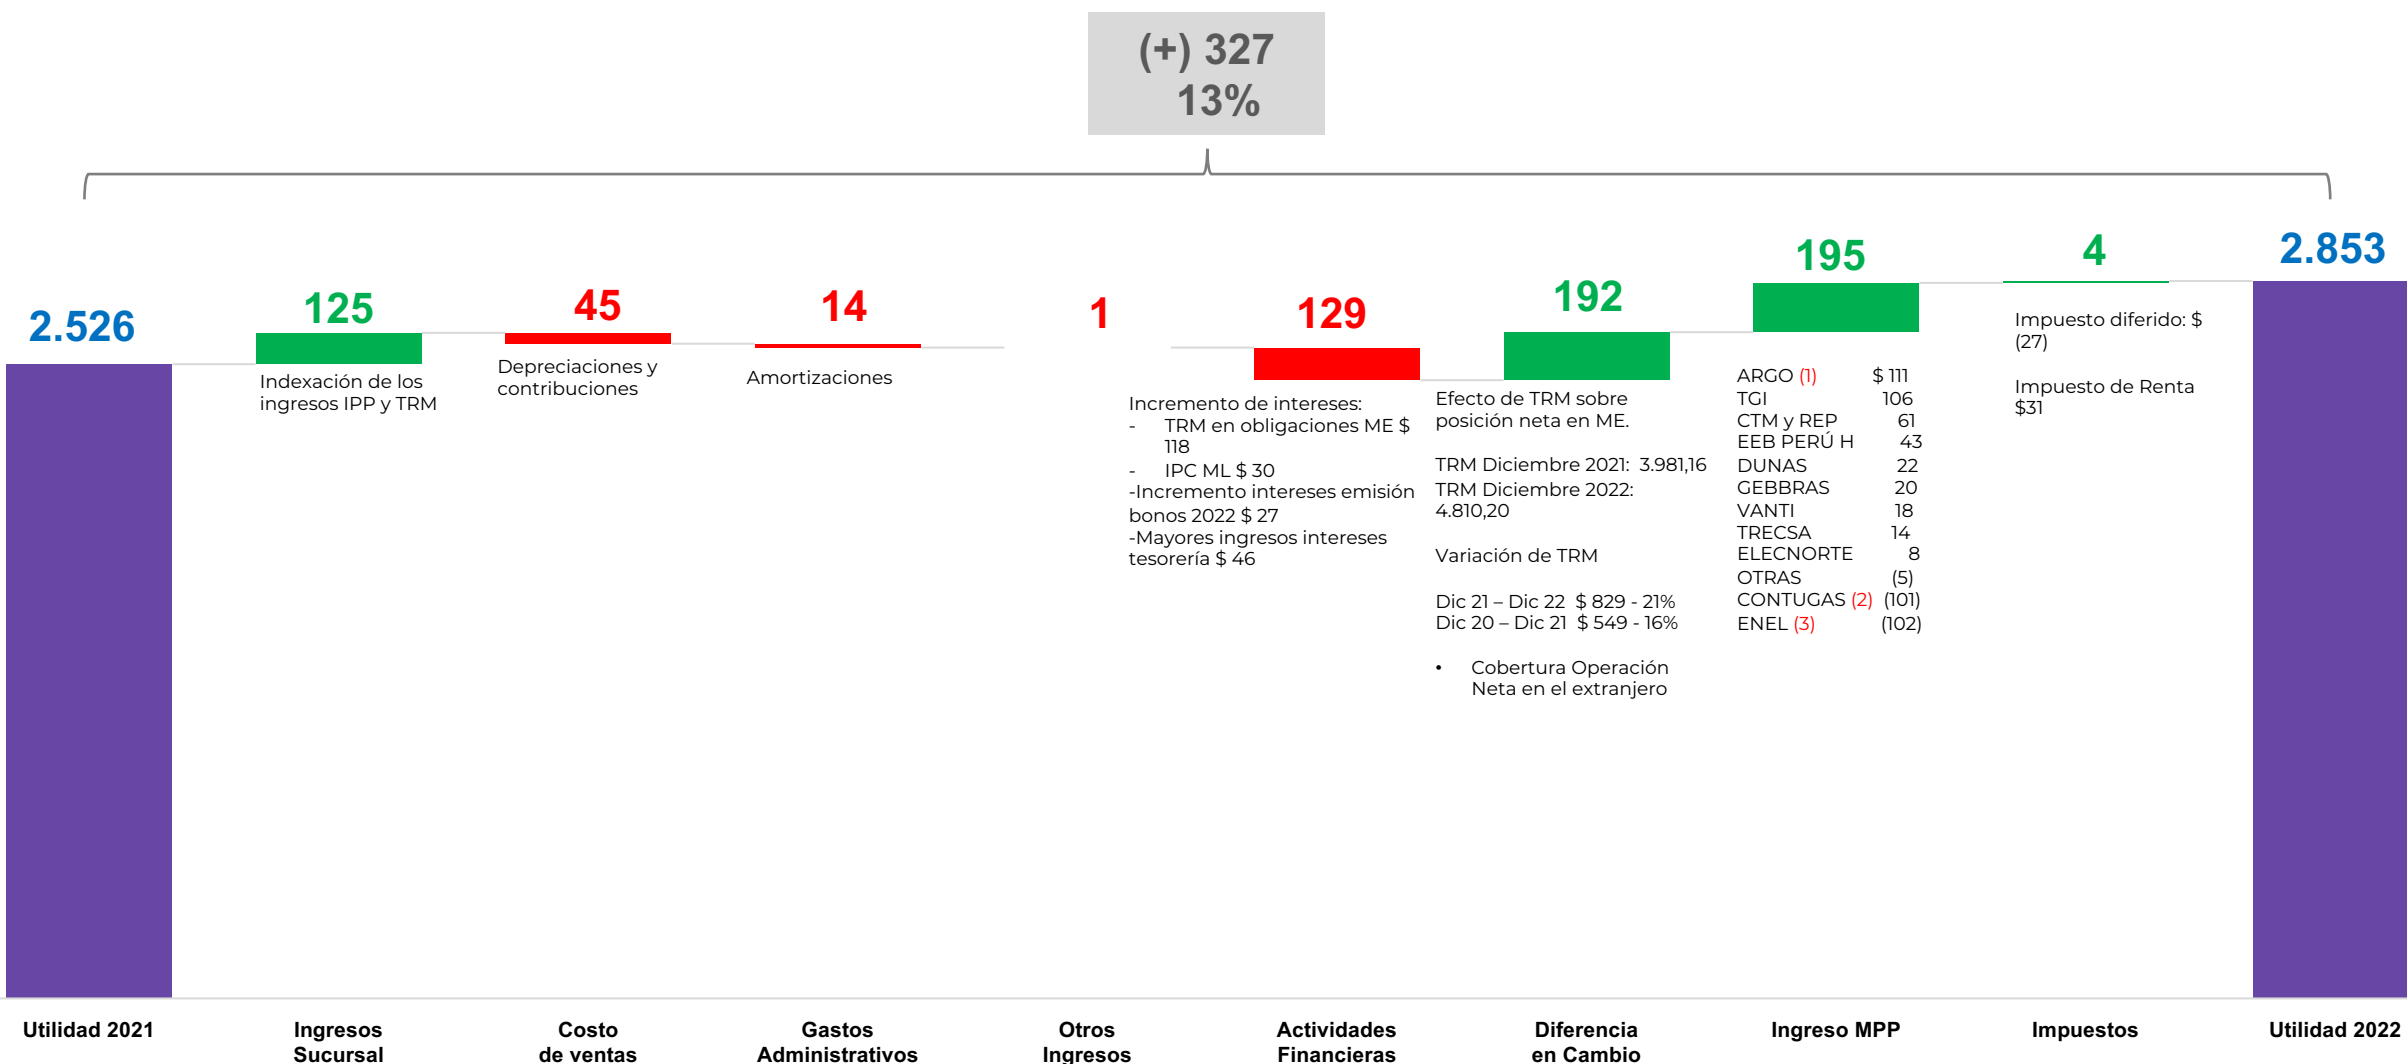 (+) 327
13%
2.526
125
Indexación de los
ingresos IPP y TRM
45
Depreciaciones y
contribuciones
14
Amortizaciones
1
129
Incremento de intereses:
- TRM en obligaciones ME $
118
- IPC ML $ 30
-Incremento intereses emisión
bonos 2022 $ 27
-Mayores ingresos intereses
tesorería $ 46
192
Efecto de TRM sobre
posición neta en ME.
TRM Diciembre 2021: 3.981,16
TRM Diciembre 2022:
4.810,20
Variación de TRM
Dic 21 – Dic 22 $ 829 - 21%
Dic 20 – Dic 21 $ 549 - 16%
• Cobertura Operación
Neta en el extranjero
195
ARGO (1) $ 111
TGI 106
CTM y REP 61
EEB PERÚ H 43
DUNAS 22
GEBBRAS 20
VANTI 18
TRECSA 14
ELECNORTE 8
OTRAS (5)
CONTUGAS (2) (101)
ENEL (3) (102)
4
Impuesto diferido: $
(27)
Impuesto de Renta
$31
2.853
Utilidad 2021
Ingresos
Sucursal
Costo
de ventas
Gastos
Administrativos
Otros
Ingresos
Actividades
Financieras
Diferencia
en Cambio
Ingreso MPP
Impuestos
Utilidad 2022